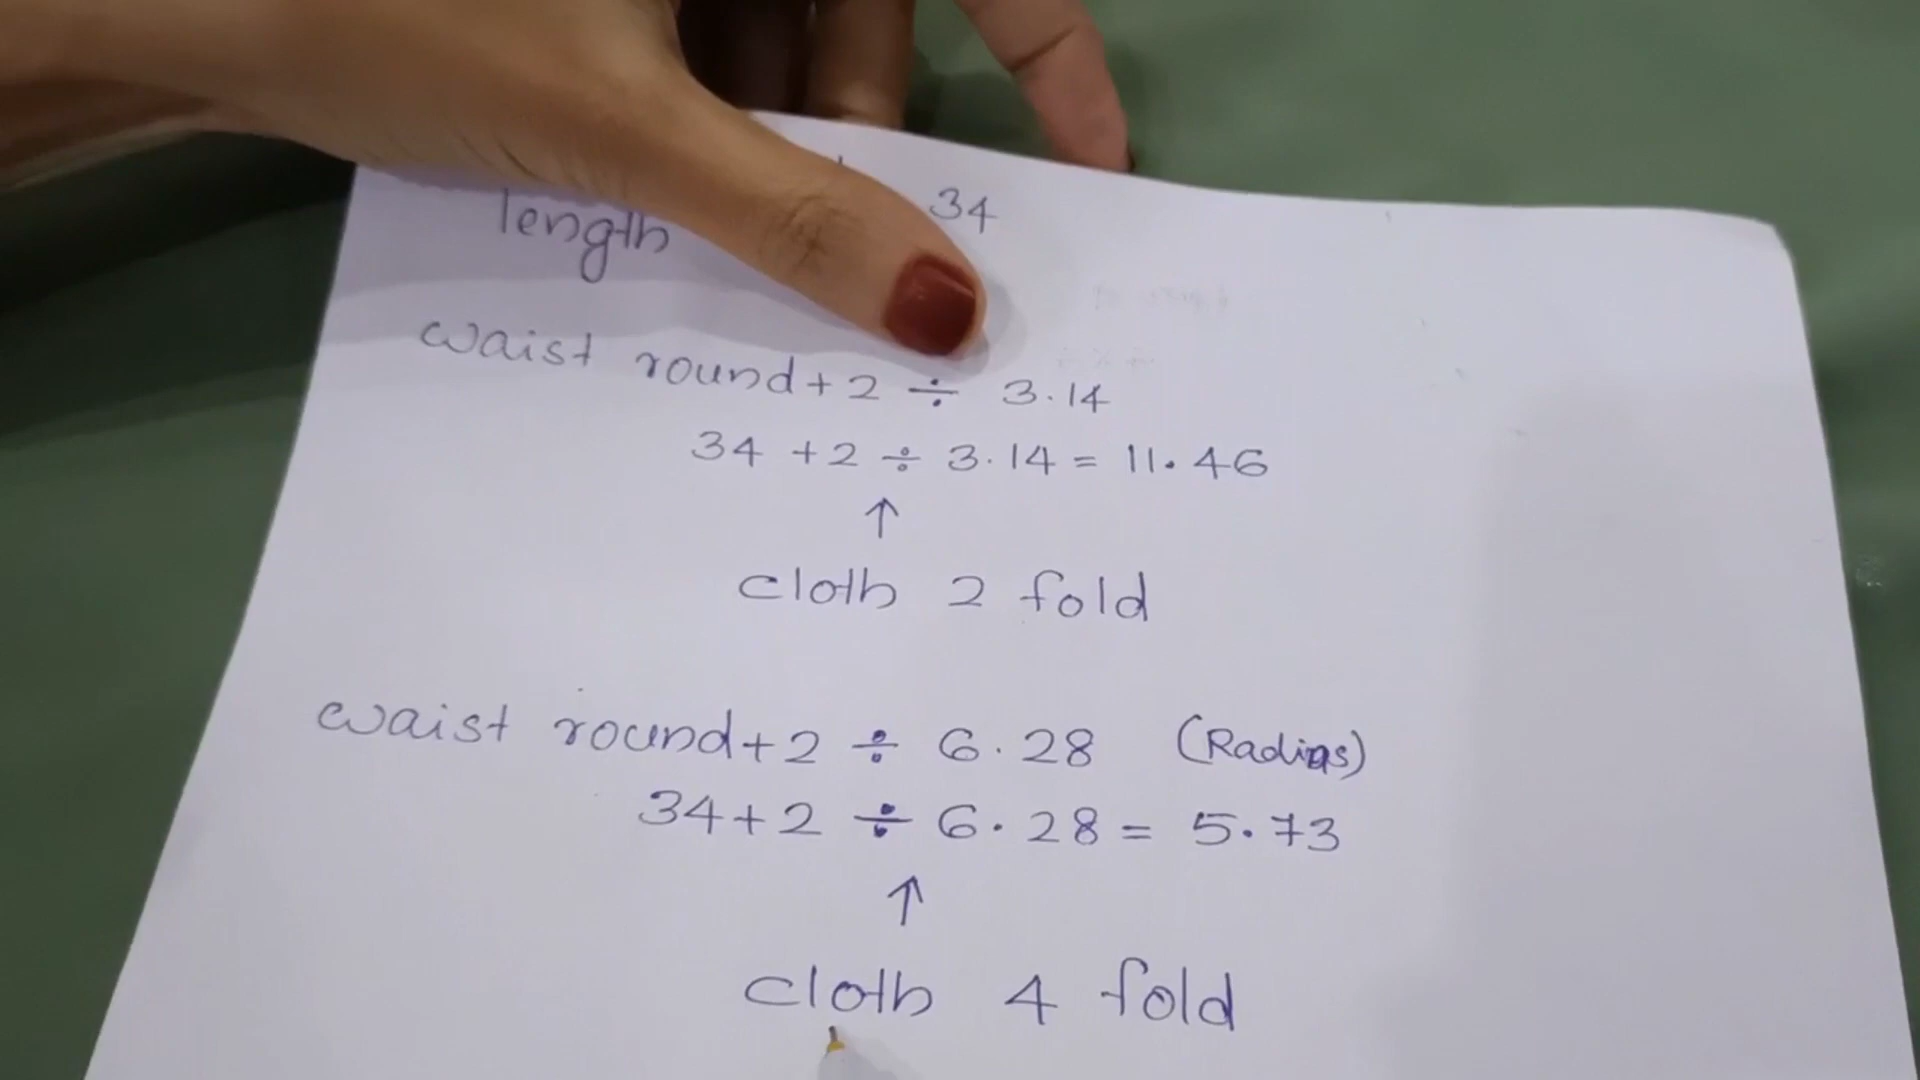 34
length
waist round + 2 ÷ 3.14
34 + 2 ÷ 3.14 = 11.46
↑
cloth 2 fold
waist round + 2 ÷ 6.28 (Radius)
34 + 2 ÷ 6.28 = 5.73
↑
cloth 4 fold